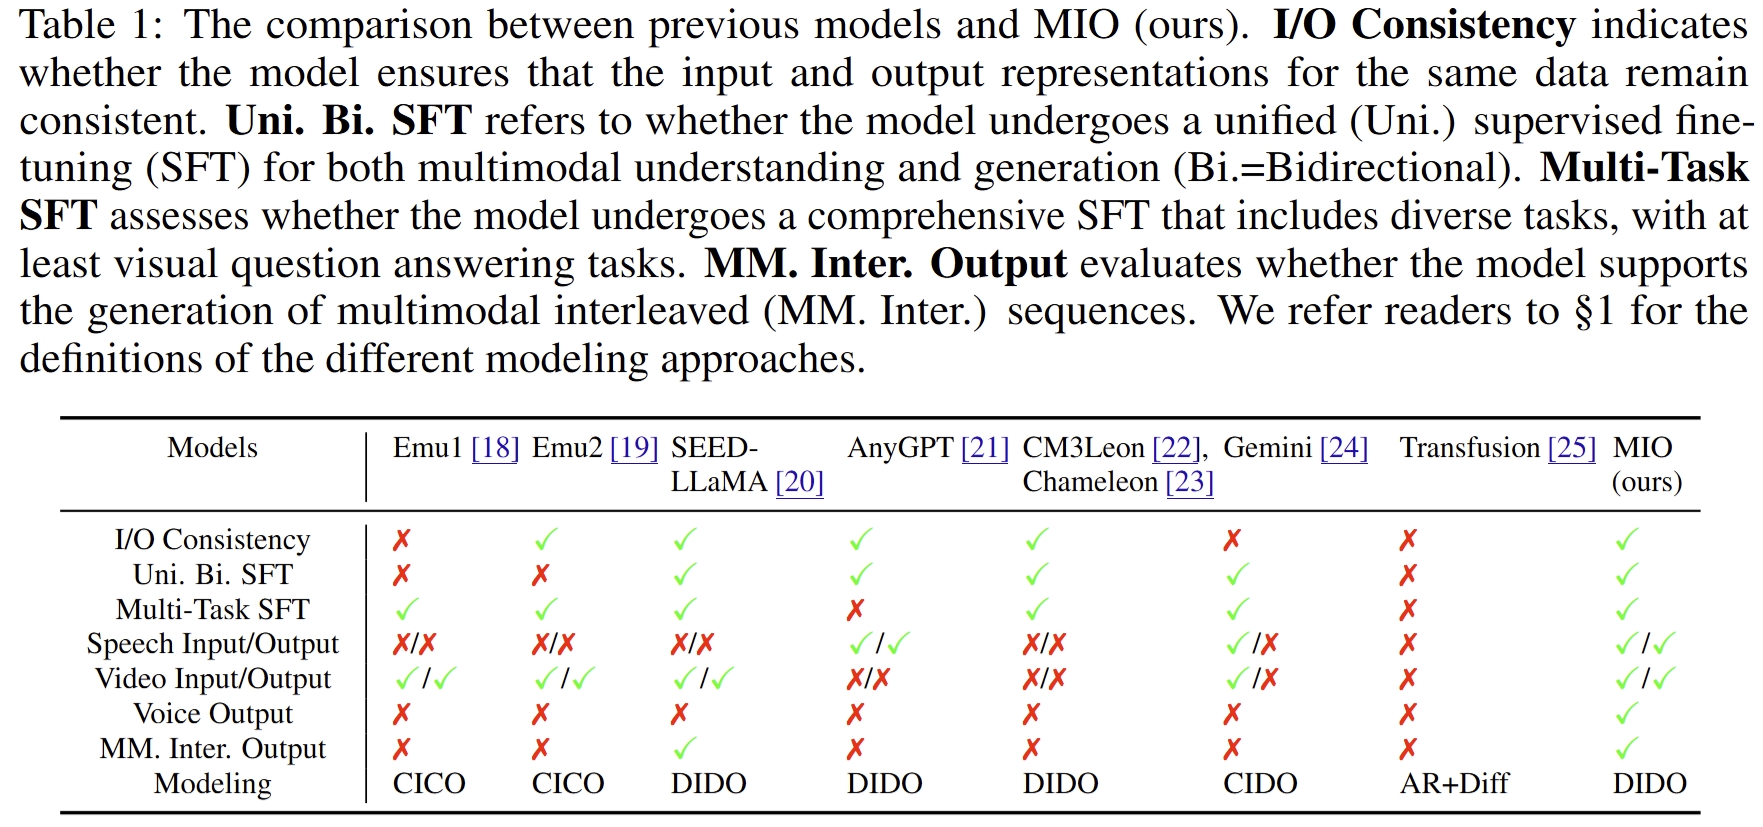 Table 1: The comparison between previous models and MIO (ours). I/O Consistency indicates
whether the model ensures that the input and output representations for the same data remain
consistent. Uni. Bi. SFT refers to whether the model undergoes a unified (Uni.) supervised fine-
tuning (SFT) for both multimodal understanding and generation (Bi.=Bidirectional). Multi-Task
SFT assesses whether the model undergoes a comprehensive SFT that includes diverse tasks, with at
least visual question answering tasks. MM. Inter. Output evaluates whether the model supports
the generation of multimodal interleaved (MM. Inter.) sequences. We refer readers to §1 for the
definitions of the different modeling approaches.
Models Emu1 [18] Emu2 [19] SEED- AnyGPT [21] CM3Leon [22], Gemini [24] Transfusion [25] MIO
LLaMA [20] Chameleon [23] (ours)
I/O Consistency ✗ ✓ ✓ ✓ ✓ ✗ ✗ ✓
Uni. Bi. SFT ✗ ✗ ✓ ✓ ✓ ✓ ✗ ✓
Multi-Task SFT ✓ ✓ ✓ ✗ ✓ ✓ ✗ ✓
Speech Input/Output ✗/✗ ✗/✗ ✗/✗ ✓/✓ ✗/✗ ✓/✗ ✗ ✓/✓
Video Input/Output ✓/✓ ✓/✓ ✓/✓ ✗/✗ ✗/✗ ✓/✗ ✗ ✓/✓
Voice Output ✗ ✗ ✗ ✗ ✗ ✗ ✗ ✓
MM. Inter. Output ✗ ✗ ✓ ✗ ✗ ✗ ✗ ✓
Modeling CICO CICO DIDO DIDO DIDO CIDO AR+Diff DIDO